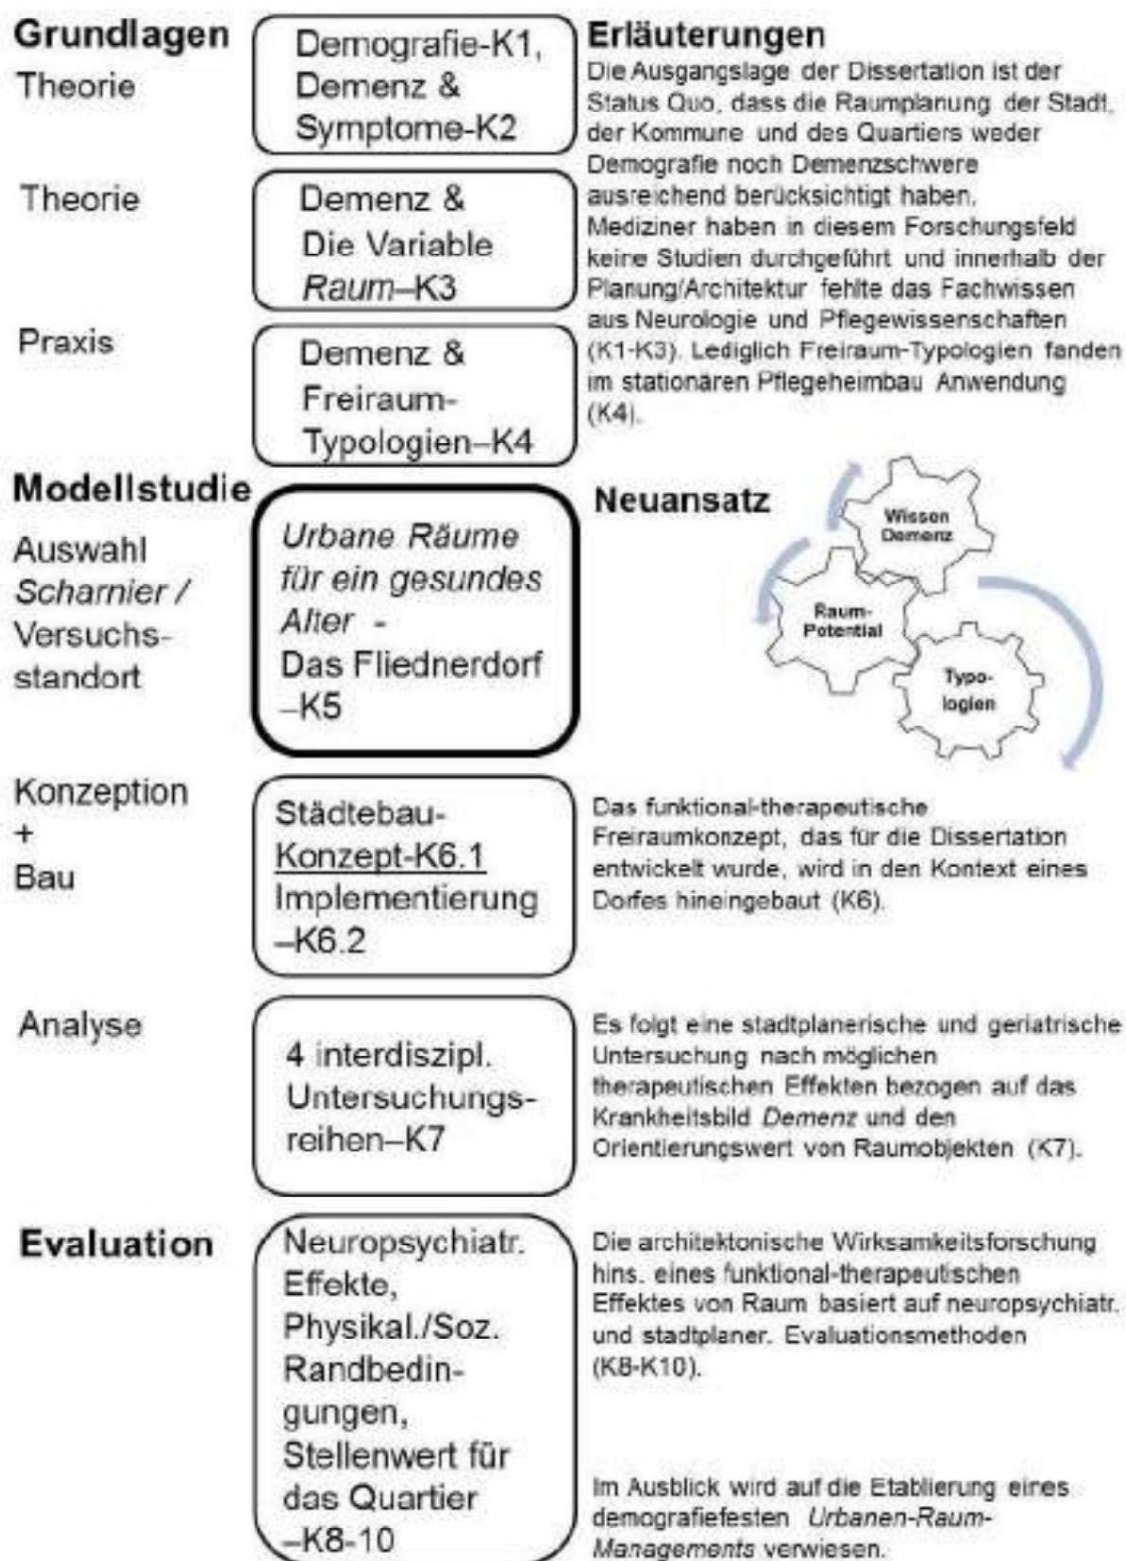 Grundlagen
Theorie
Demografie-K1,
Demenz &
Symptome-K2
Erläuterungen
Die Ausgangslage der Dissertation ist der
Status Quo, dass die Raumplanung der Stadt,
der Kommune und des Quartiers weder
Demografie noch Demenzschwere
ausreichend berücksichtigt haben.
Mediziner haben in diesem Forschungsfeld
keine Studien durchgeführt und innerhalb der
Planung/Architektur fehlte das Fachwissen
aus Neurologie und Pflegewissenschaften
(K1-K3). Lediglich Freiraum-Typologien fanden
im stationären Pflegeheimbau Anwendung
(K4).
Theorie
Demenz &
Die Variable
Raum–K3
Praxis
Demenz &
Freiraum-
Typologien–K4
Modellstudie
Auswahl
Scharnier /
Versuchs-
standort
Urbane Räume
für ein gesundes
Alter -
Das Fliednerdorf
–K5
Neuansatz
Wissen
Demenz
Raum-
Potential
Typo-
logien
Konzeption
+
Bau
Städtebau-
Konzept-K6.1
Implementierung
–K6.2
Das funktional-therapeutische
Freiraumkonzept, das für die Dissertation
entwickelt wurde, wird in den Kontext eines
Dorfes hineingebaut (K6).
Analyse
4 interdiszipl.
Untersuchungs-
reihen–K7
Es folgt eine stadtplanerische und geriatrische
Untersuchung nach möglichen
therapeutischen Effekten bezogen auf das
Krankheitsbild Demenz und den
Orientierungswert von Raumobjekten (K7).
Evaluation
Neuropsychiatr.
Effekte,
Physikal./Soz.
Randbedin-
gungen,
Stellenwert für
das Quartier
–K8-10
Die architektonische Wirksamkeitsforschung
hins. eines funktional-therapeutischen
Effektes von Raum basiert auf neuropsychiatr.
und stadtplaner. Evaluationsmethoden
(K8-K10).
Im Ausblick wird auf die Etablierung eines
demografiefesten Urbanen-Raum-
Managements verwiesen.